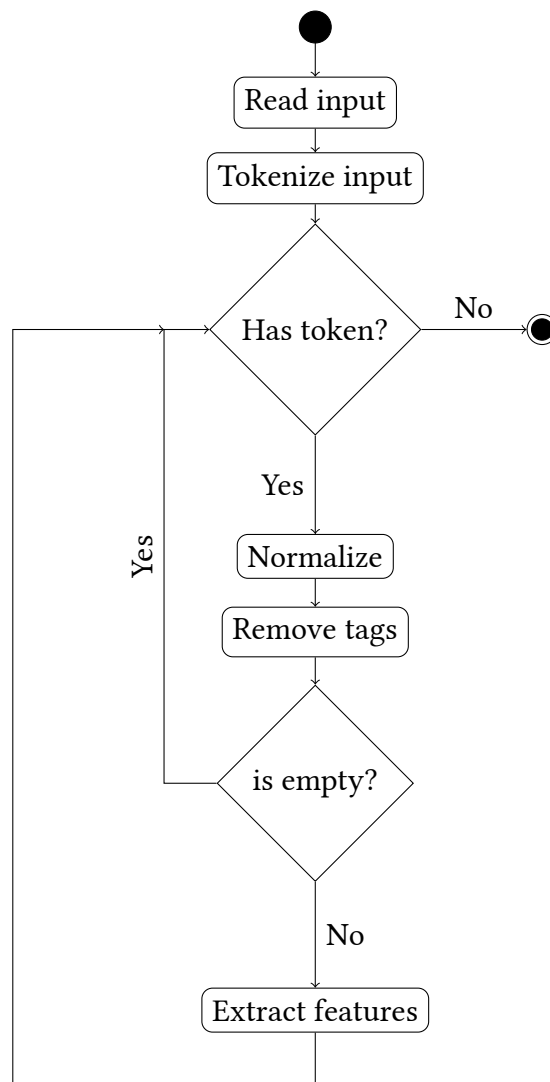 Read input
Tokenize input
Has token?
No
Yes
Normalize
Yes
Remove tags
is empty?
No
Extract features